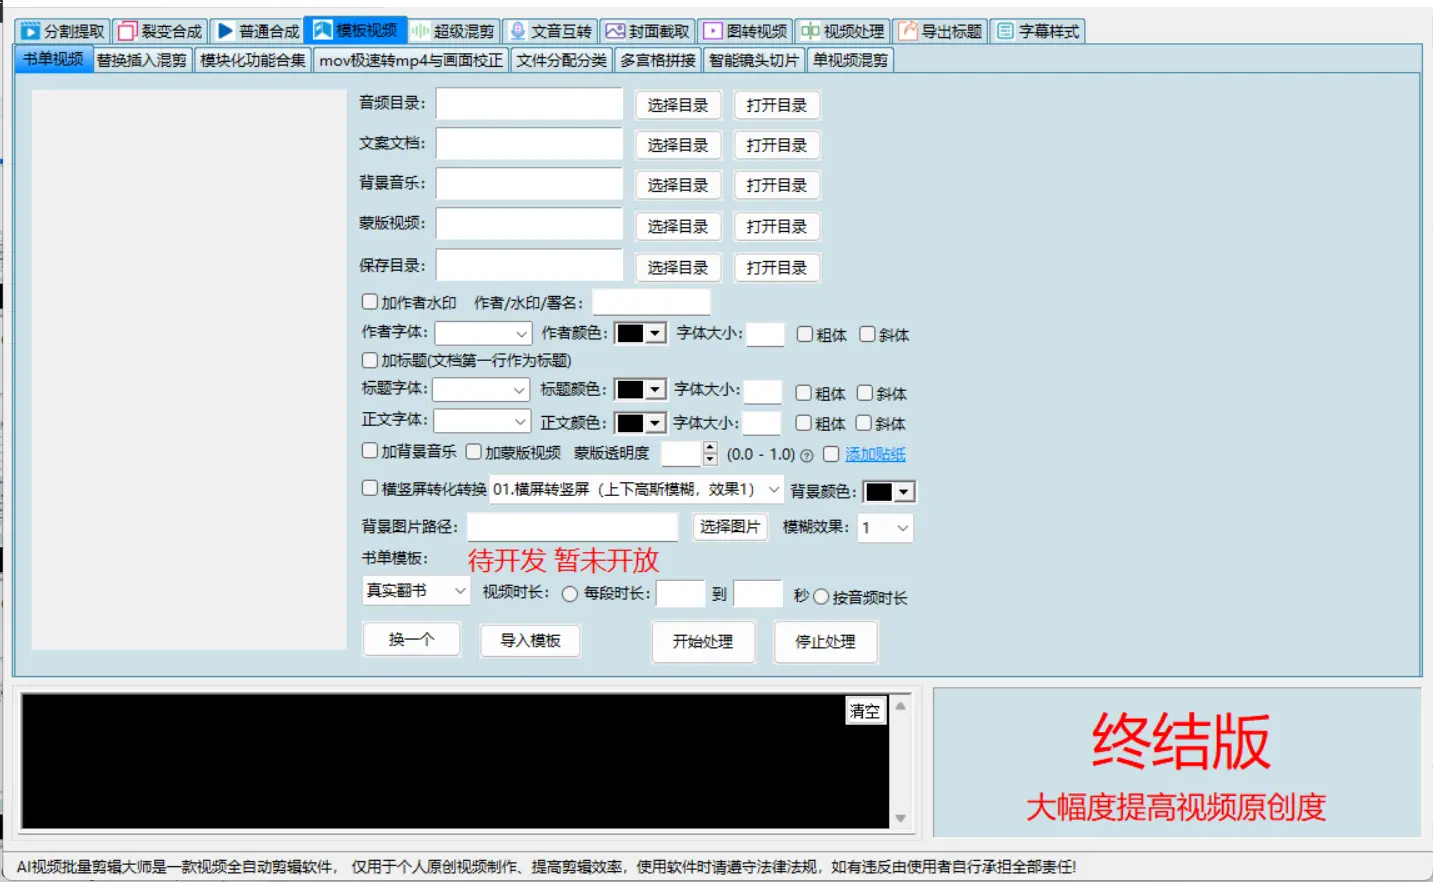 分割提取 裂变合成 普通合成 模板视频 超级混剪 文音互转 封面截取 图转视频 视频处理 导出标题 字幕样式
书单视频 替换插入混剪 模块化功能合集 mov极速转mp4与画面校正 文件分配分类 多宫格拼接 智能镜头切片 单视频混剪
音频目录: 选择目录 打开目录
文案文档: 选择目录 打开目录
背景音乐: 选择目录 打开目录
蒙版视频: 选择目录 打开目录
保存目录: 选择目录 打开目录
加作者水印 作者/水印/署名:
作者字体: 作者颜色: 字体大小: 粗体 斜体
加标题(文档第一行作为标题)
标题字体: 标题颜色: 字体大小: 粗体 斜体
正文字体: 正文颜色: 字体大小: 粗体 斜体
加背景音乐 加蒙版视频 蒙版透明度 (0.0 - 1.0) 添加贴纸
横竖屏转化转换 01.横屏转竖屏（上下高斯模糊，效果1） 背景颜色:
背景图片路径: 选择图片 模糊效果: 1
书单模板: 待开发 暂未开放
真实翻书 视频时长: 每段时长: 到 秒 按音频时长
换一个 导入模板 开始处理 停止处理
清空
终结版
大幅度提高视频原创度
AI视频批量剪辑大师是一款视频全自动剪辑软件， 仅用于个人原创视频制作、提高剪辑效率，使用软件时请遵守法律法规，如有违反由使用者自行承担全部责任!